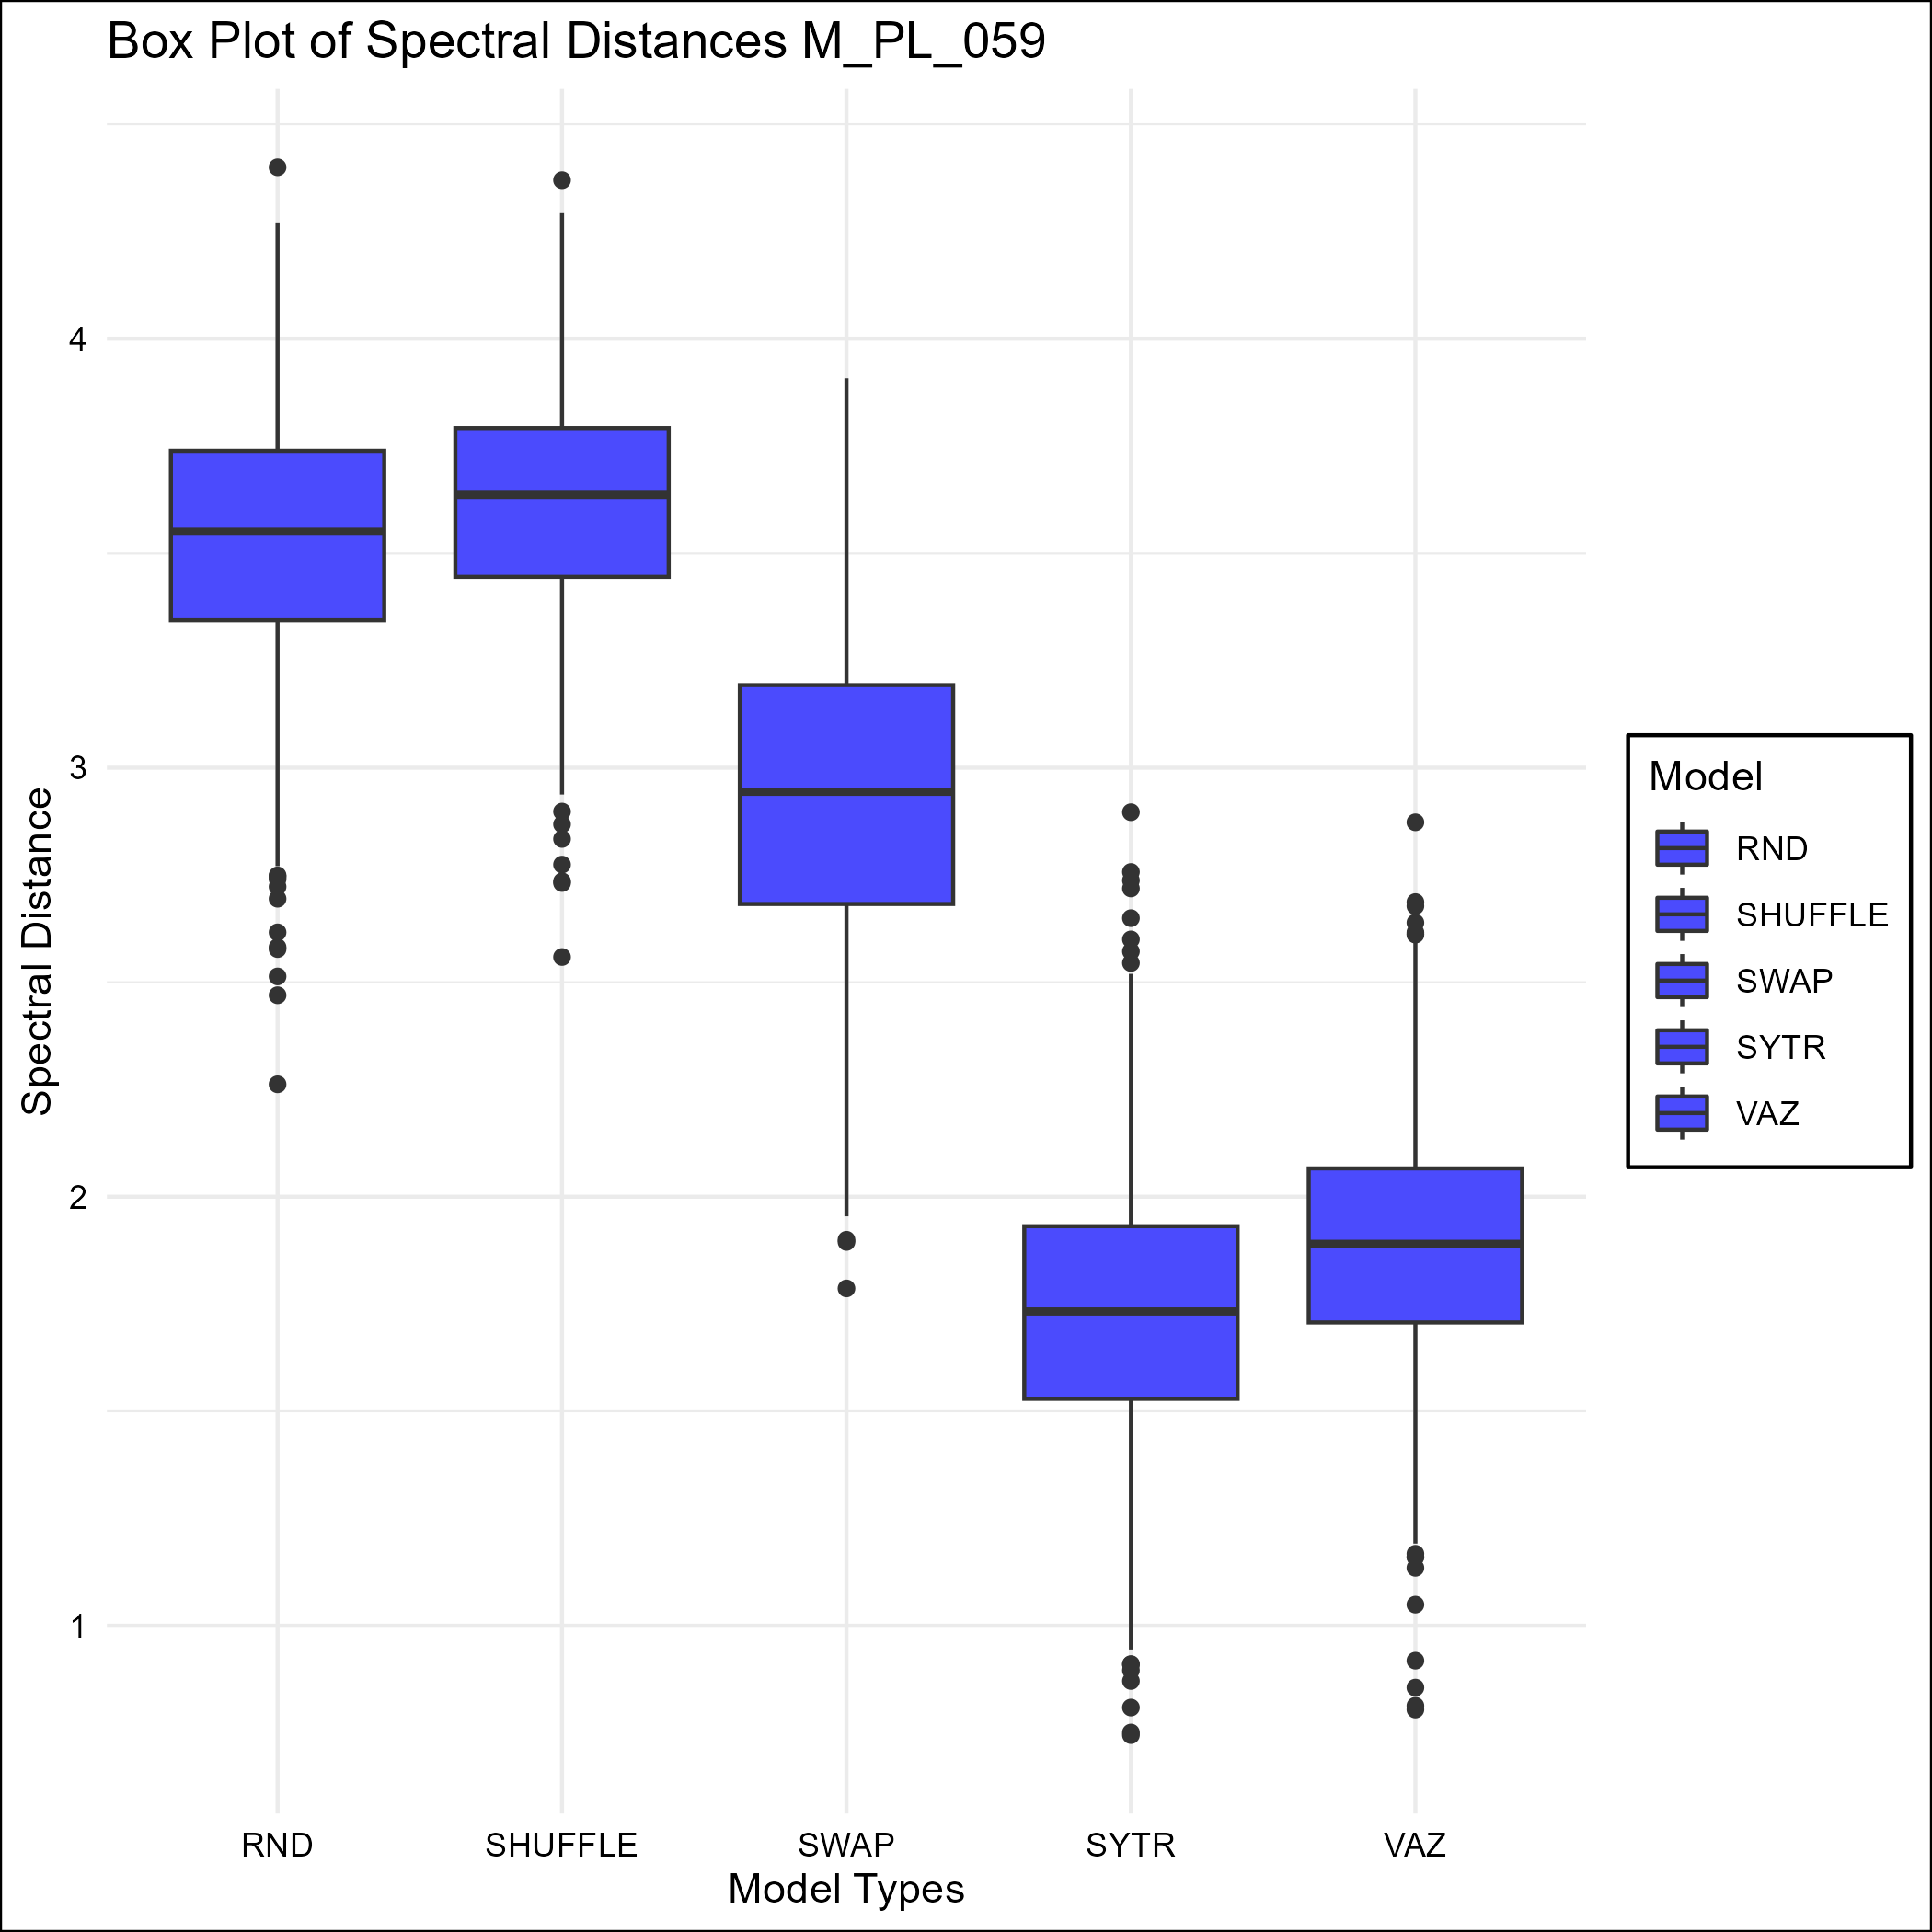 Box Plot of Spectral Distances M_PL_059
Spectral Distance
4
3
2
1
RND
SHUFFLE
SWAP
SYTR
VAZ
Model Types
Model
RND
SHUFFLE
SWAP
SYTR
VAZ